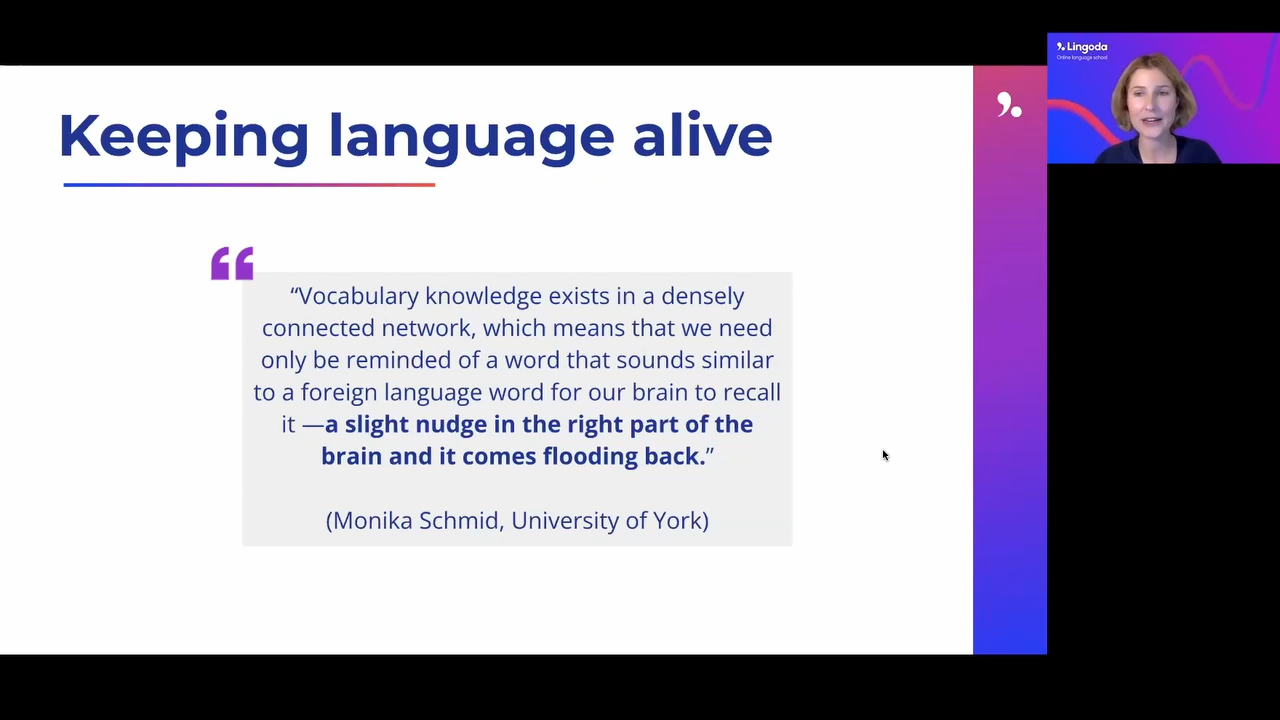 Keeping language alive
“Vocabulary knowledge exists in a densely
connected network, which means that we need
only be reminded of a word that sounds similar
to a foreign language word for our brain to recall
it —a slight nudge in the right part of the
brain and it comes flooding back.”
(Monika Schmid, University of York)
Lingoda
Online language school